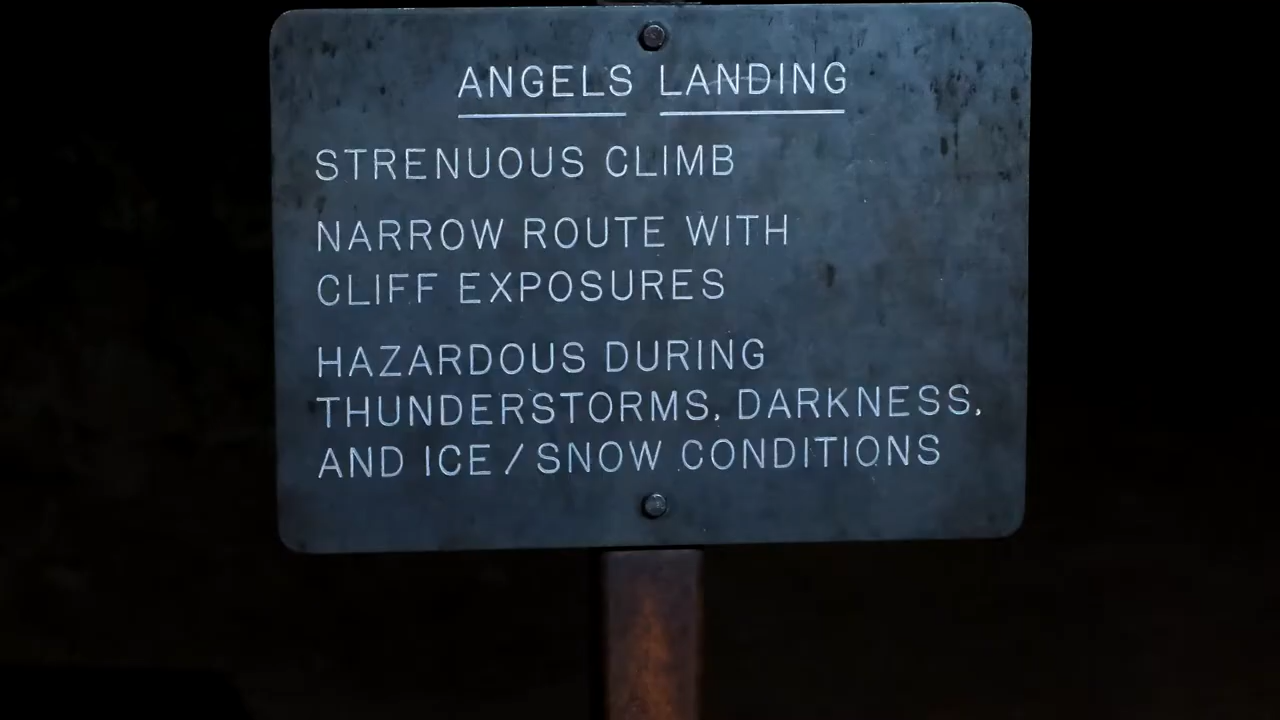 ANGELS LANDING
STRENUOUS CLIMB
NARROW ROUTE WITH
CLIFF EXPOSURES
HAZARDOUS DURING
THUNDERSTORMS, DARKNESS,
AND ICE / SNOW CONDITIONS